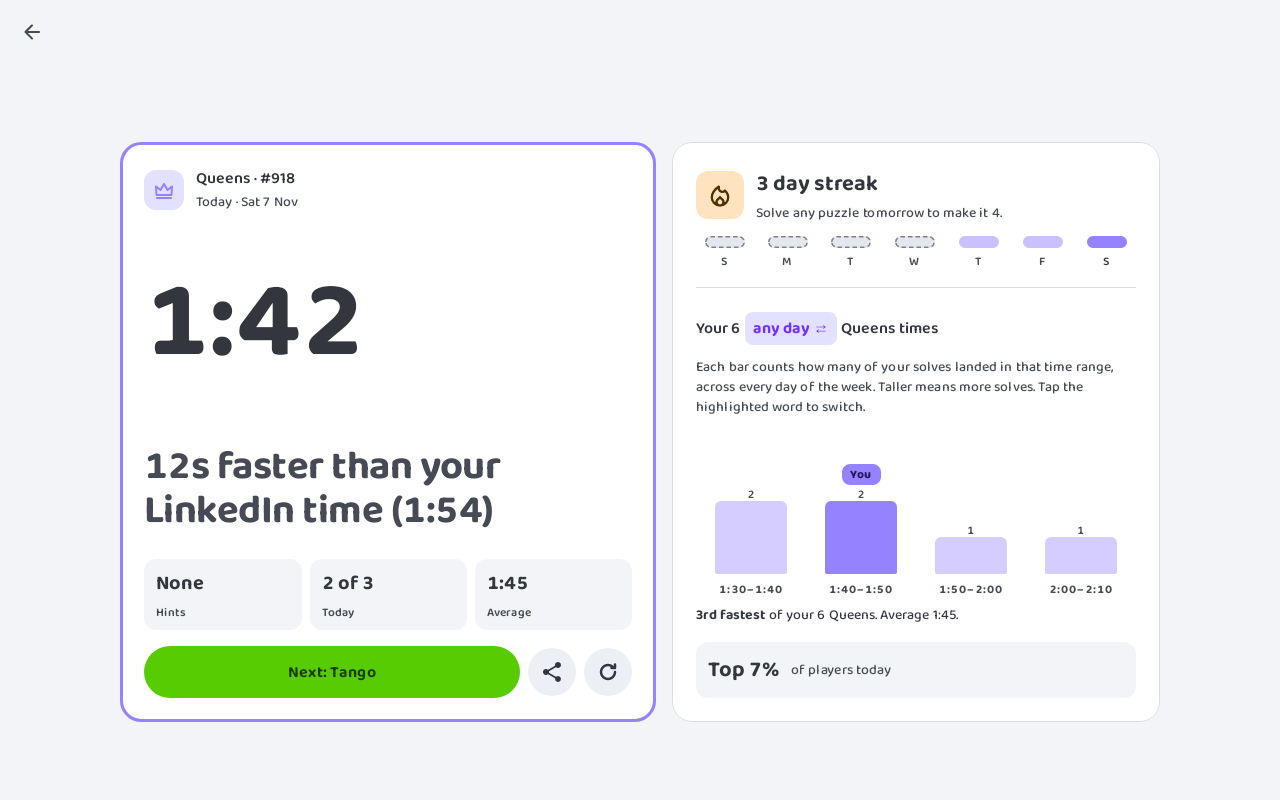 Queens · #918
Today · Sat 7 Nov
1:42
12s faster than your
LinkedIn time (1:54)
None
Hints
2 of 3
Today
1:45
Average
Next: Tango
3 day streak
Solve any puzzle tomorrow to make it 4.
S M T W T F S
Your 6 any day ⇄ Queens times
Each bar counts how many of your solves landed in that time range,
across every day of the week. Taller means more solves. Tap the
highlighted word to switch.
You
2 2 1 1
1:30–1:40 1:40–1:50 1:50–2:00 2:00–2:10
3rd fastest of your 6 Queens. Average 1:45.
Top 7% of players today